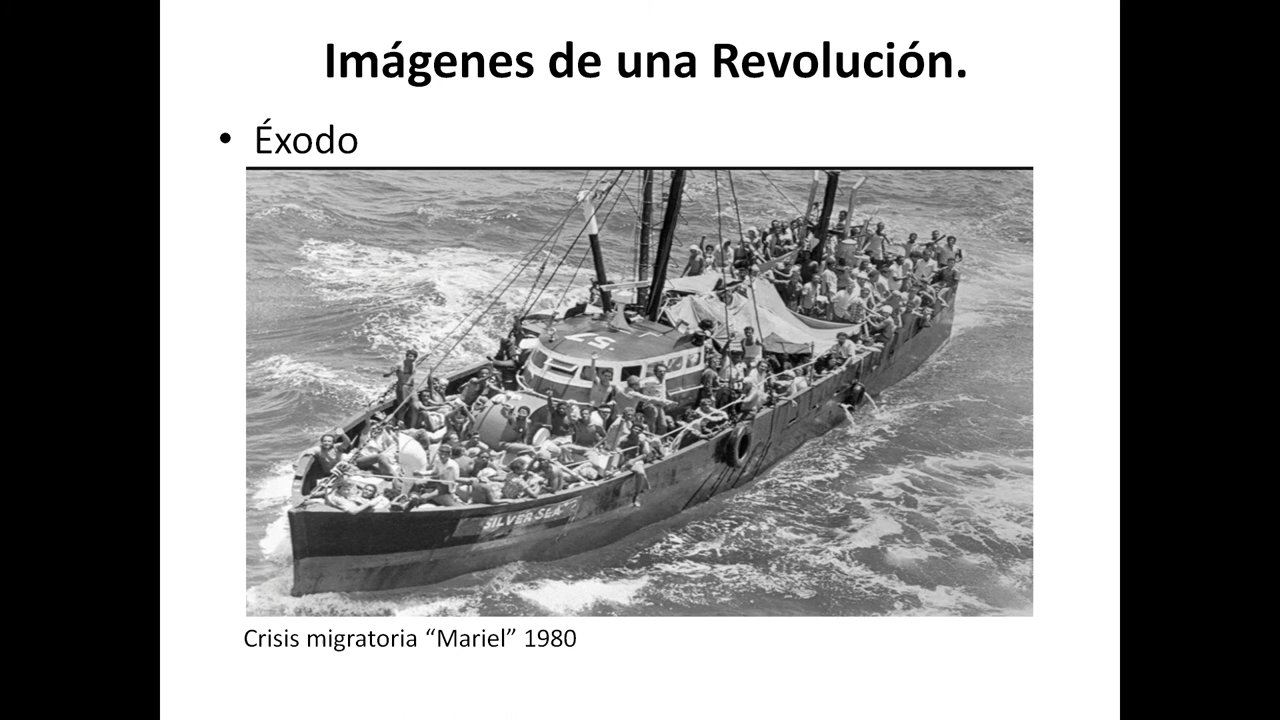 Imágenes de una Revolución.
• Éxodo
SILVER SEA
Crisis migratoria “Mariel” 1980